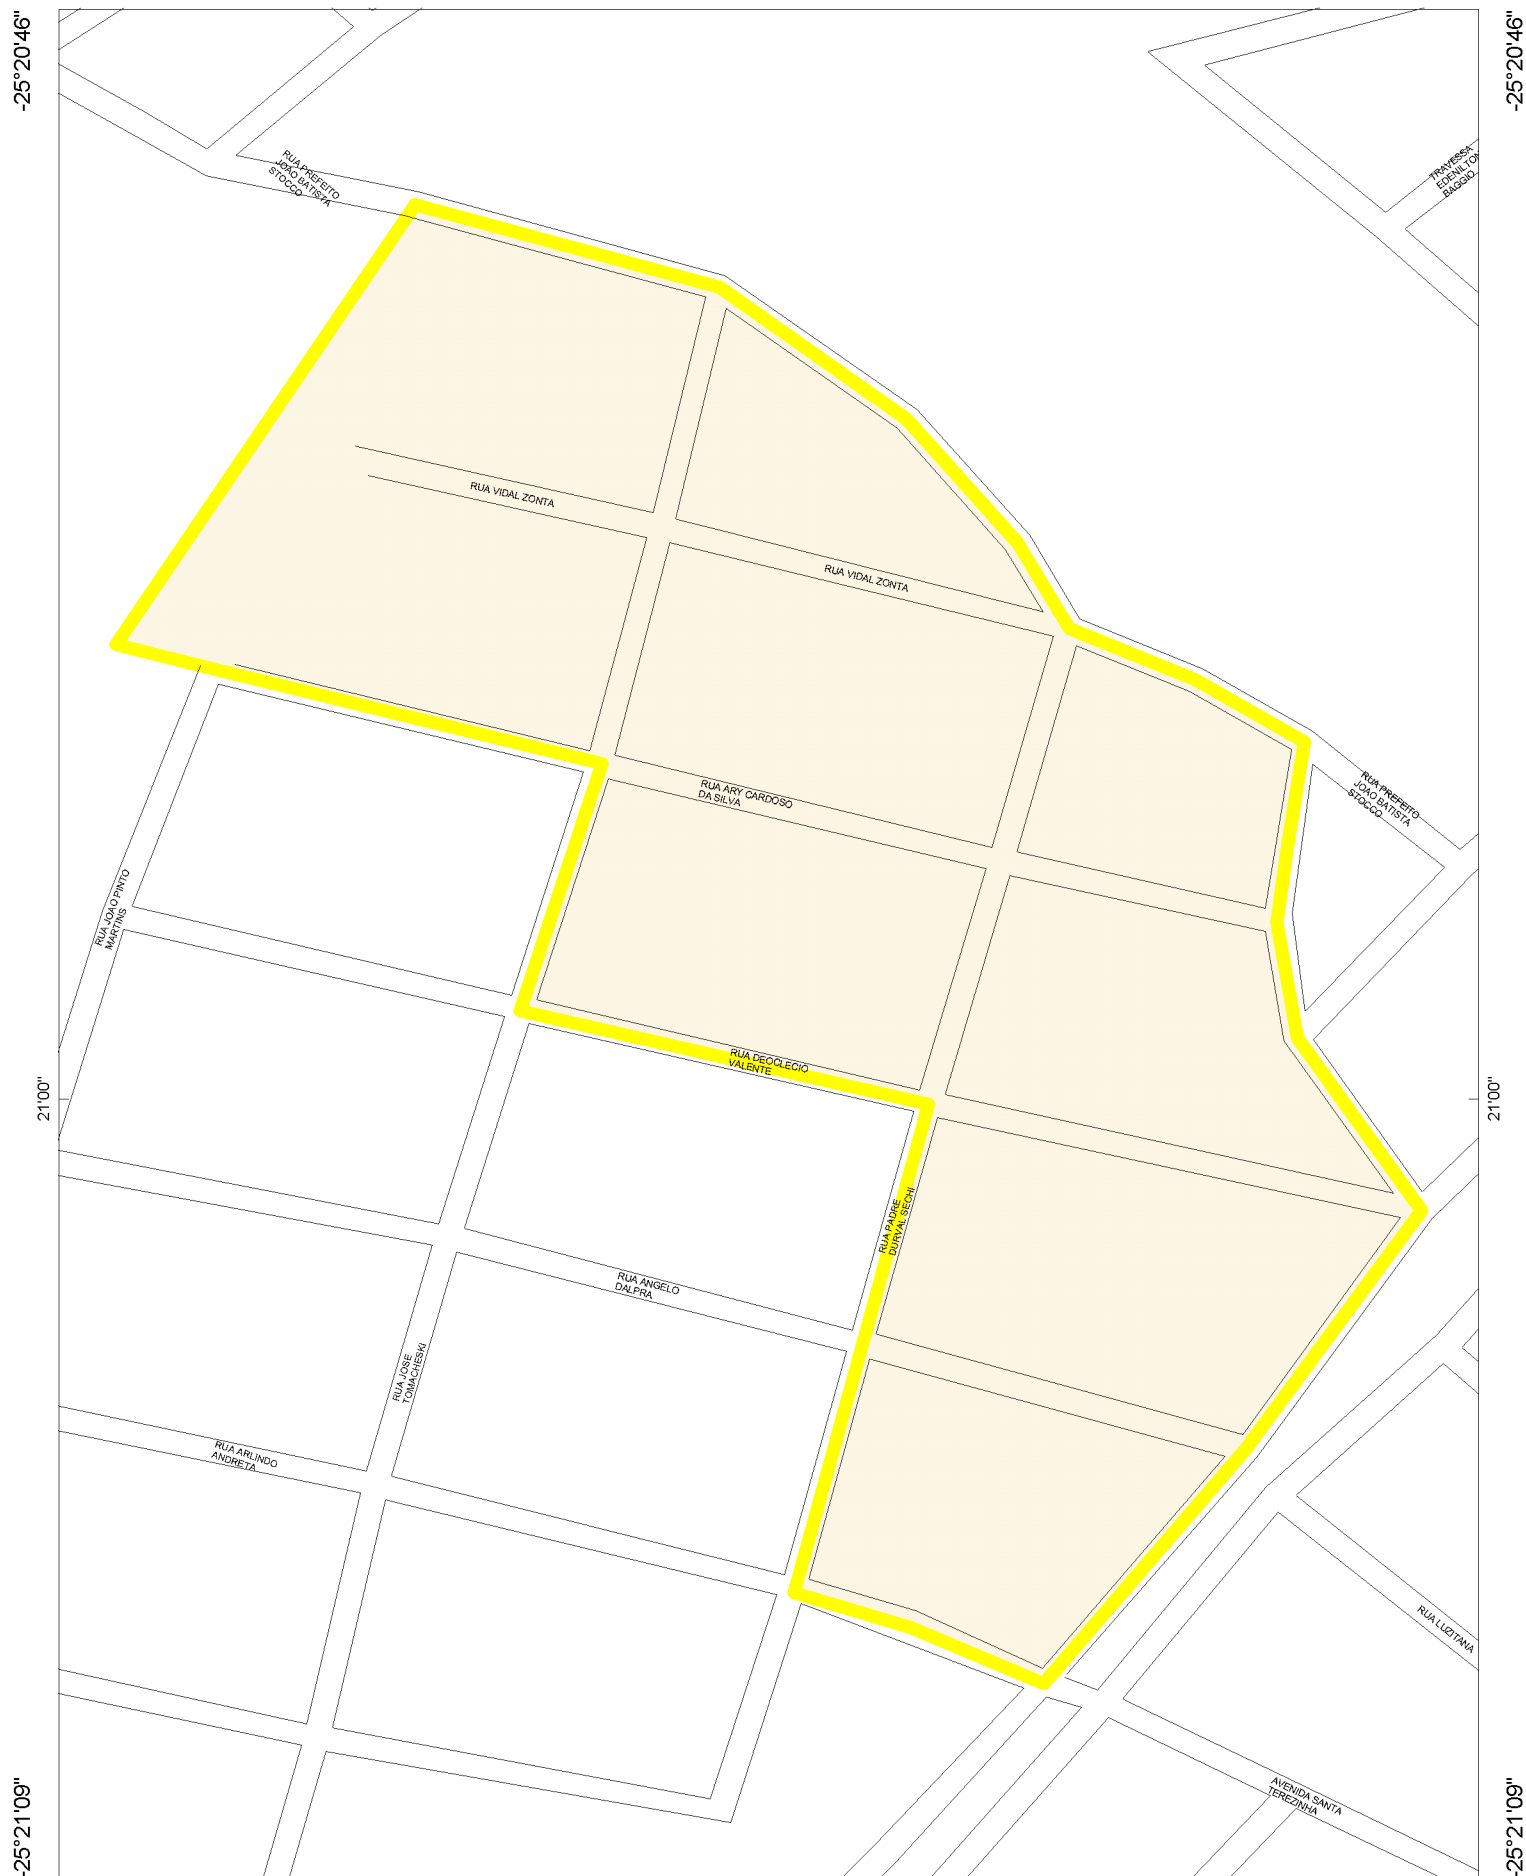 -25°20'46"
-25°20'46"
RUA PREFEITO
JOAO BATISTA
STOCCO
TRAVESSA
EDENILTON
BAGGIO
RUA VIDAL ZONTA
RUA VIDAL ZONTA
RUA ARY CARDOSO
DA SILVA
RUA PREFEITO
JOAO BATISTA
STOCCO
RUA JOAO PINTO
MARTINS
RUA DEOCLECIO
VALENTE
21'00"
21'00"
RUA PADRE
DURVAL SECHI
RUA ANGELO
DALPRA
RUA JOSE
TOMACHESKI
RUA ARLINDO
ANDRETA
RUA LUZITANA
AVENIDA SANTA
TEREZINHA
-25°21'09"
-25°21'09"